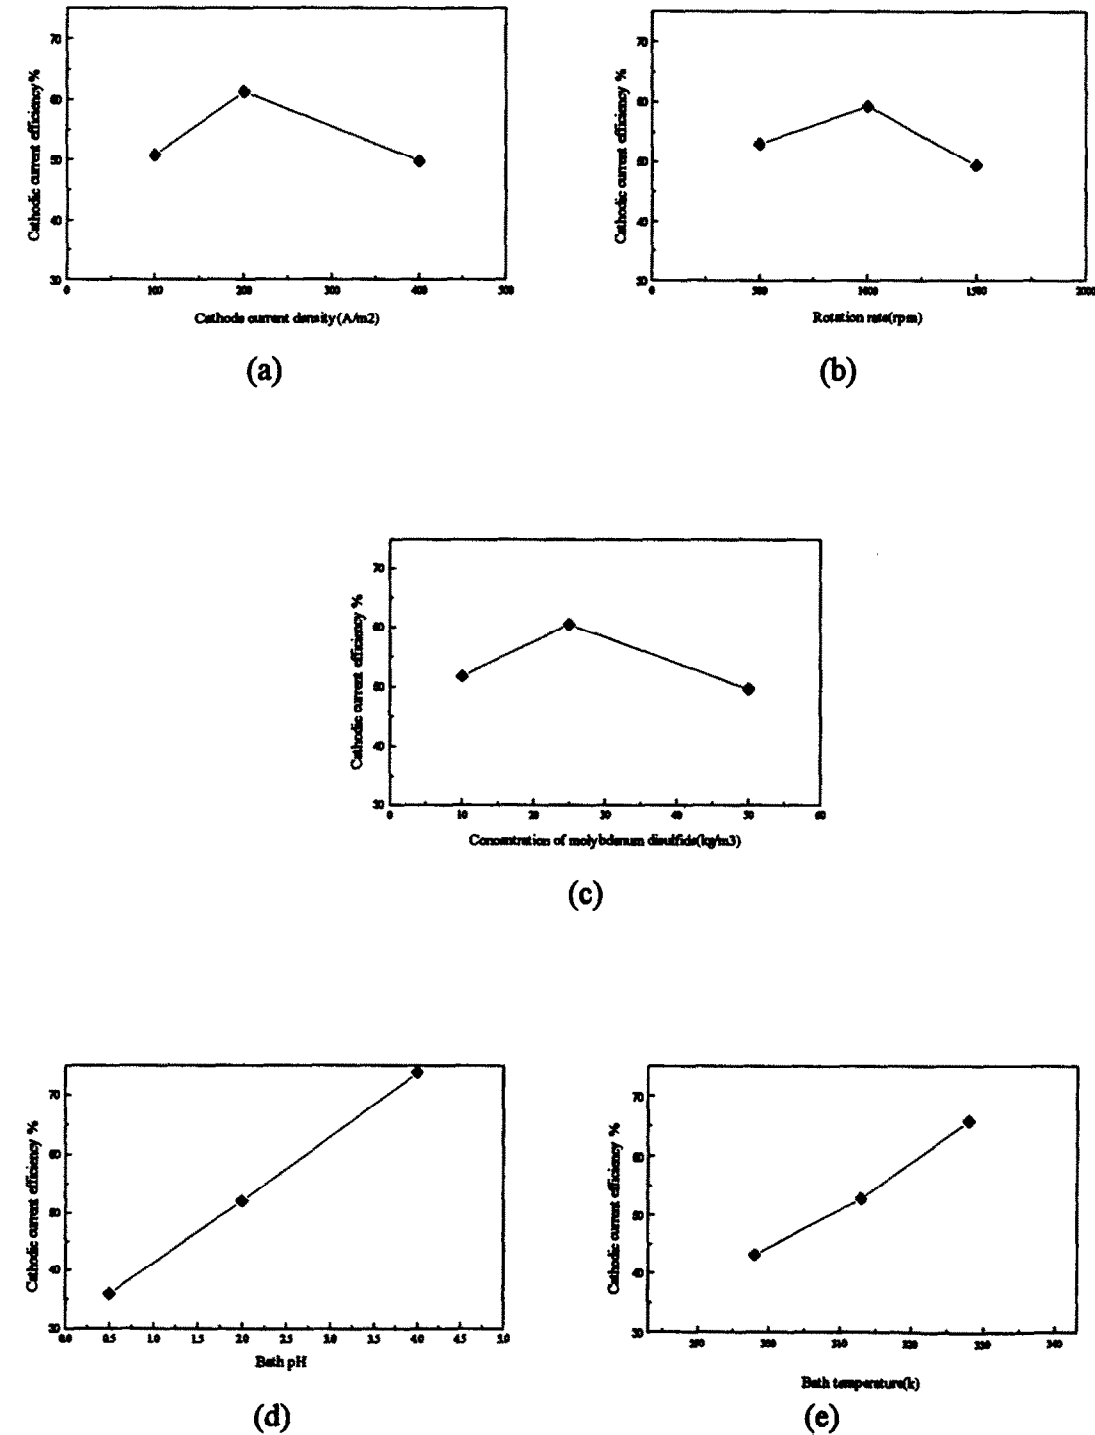 Cathodic current efficiency%
70
60
50
40
30
0 100 200 300 400 500
Cathode current density(A/m2)
(a)
Cathodic current efficiency %
70
60
50
40
30
0 500 1000 1,500 2000
Rotation rate(rpm)
(b)
Cathodic current efficiency %
70
60
50
40
30
0 10 20 30 40 50 60
Concentration of molybdenum disulfide(kg/m3)
(c)
Cathodic current efficiency %
70
60
50
40
30
0.0 0.5 1.0 1.5 2.0 2.5 3.0 3.5 4.0 4.5 5.0
Bath pH
(d)
Cathodic current efficiency %
70
60
50
40
30
290 300 310 320 330 340
Bath temperature(k)
(e)